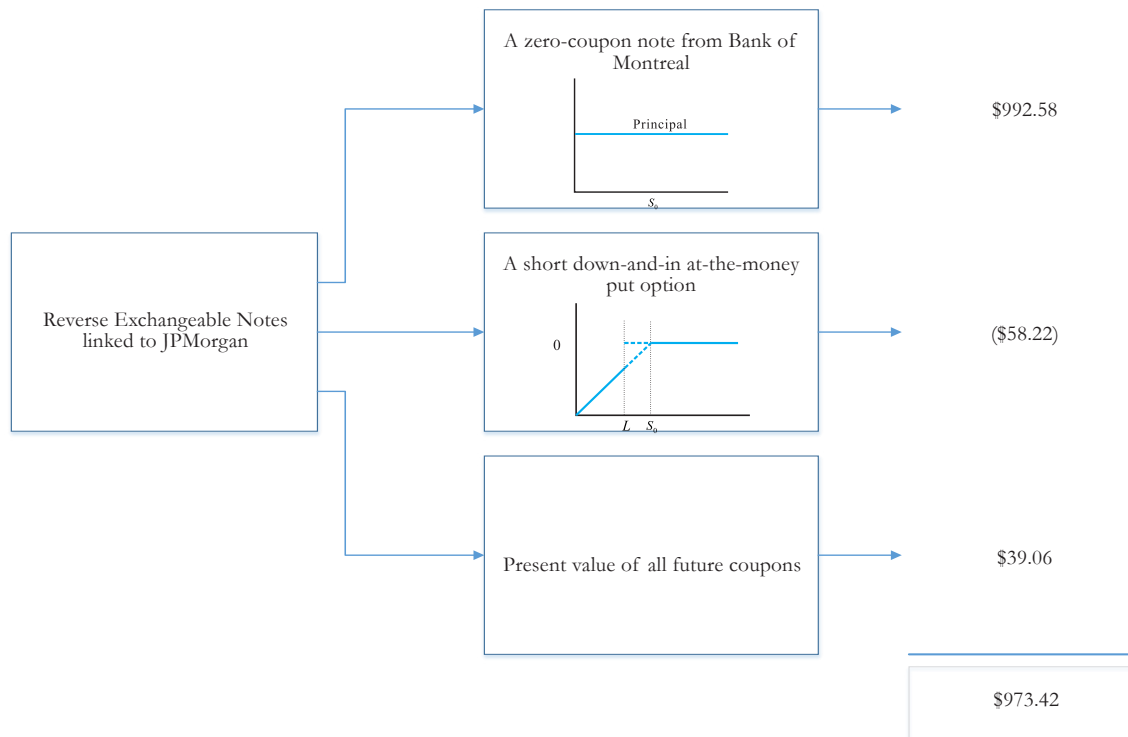 A zero-coupon note from Bank of
Montreal
Principal
S₀
$992.58
Reverse Exchangeable Notes
linked to JPMorgan
A short down-and-in at-the-money
put option
0
L S₀
($58.22)
Present value of all future coupons
$39.06
$973.42